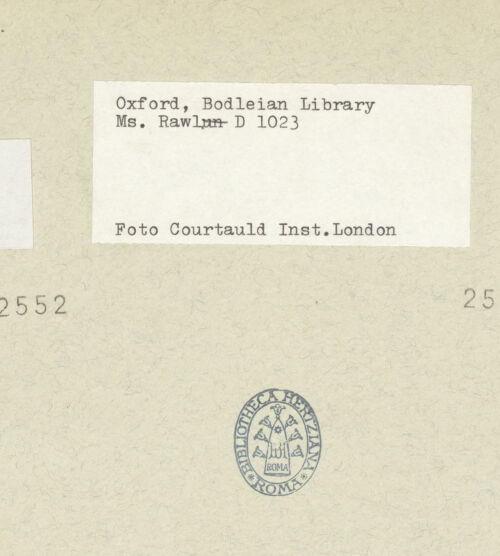 Oxford, Bodleian Library
Ms. Rawlun D 1023
Foto Courtauld Inst.London
2552
25
BIBLIOTHECA HERTZIANA
ROMA
ROMA